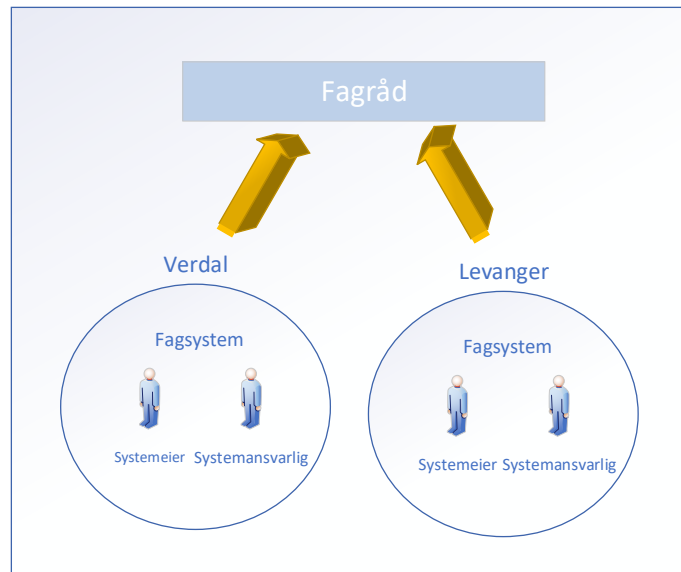 Fagråd
Verdal
Levanger
Fagsystem
Fagsystem
Systemeier Systemansvarlig
Systemeier Systemansvarlig